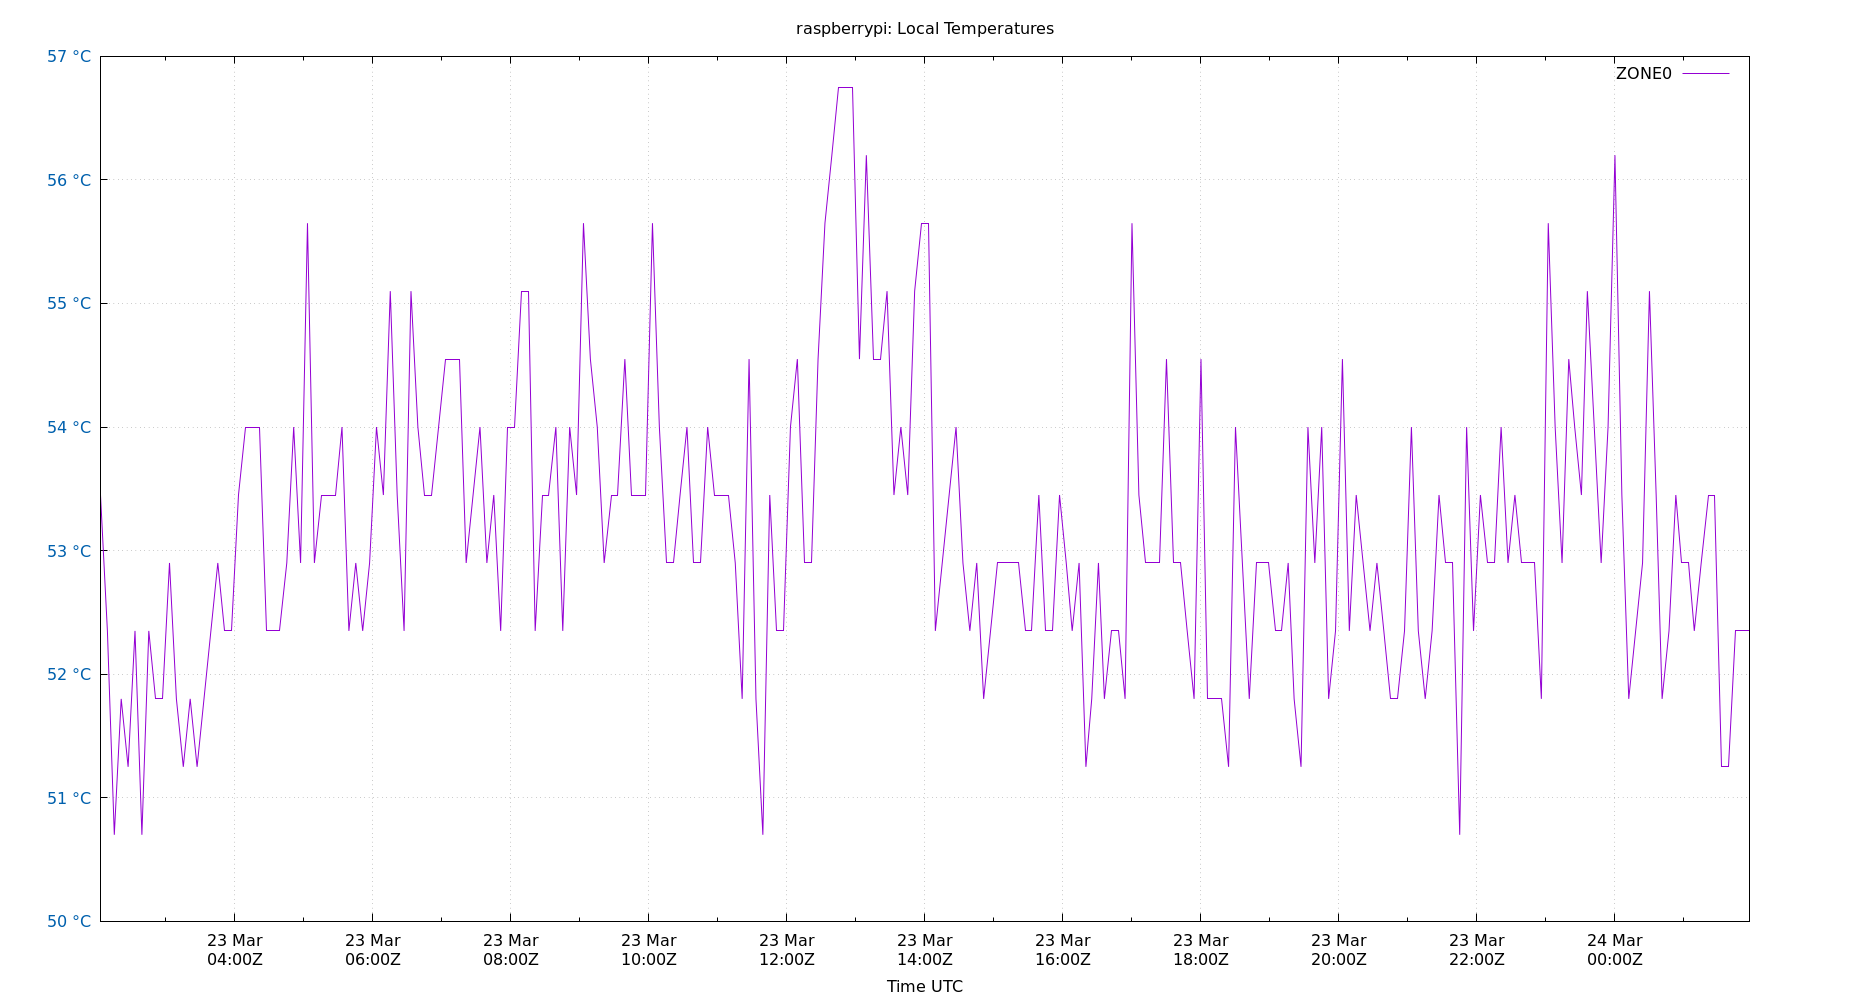 raspberrypi: Local Temperatures
57 °C
ZONE0
56 °C
55 °C
54 °C
53 °C
52 °C
51 °C
50 °C
23 Mar 23 Mar 23 Mar 23 Mar 23 Mar 23 Mar 23 Mar 23 Mar 23 Mar 23 Mar 24 Mar
04:00Z 06:00Z 08:00Z 10:00Z 12:00Z 14:00Z 16:00Z 18:00Z 20:00Z 22:00Z 00:00Z
Time UTC